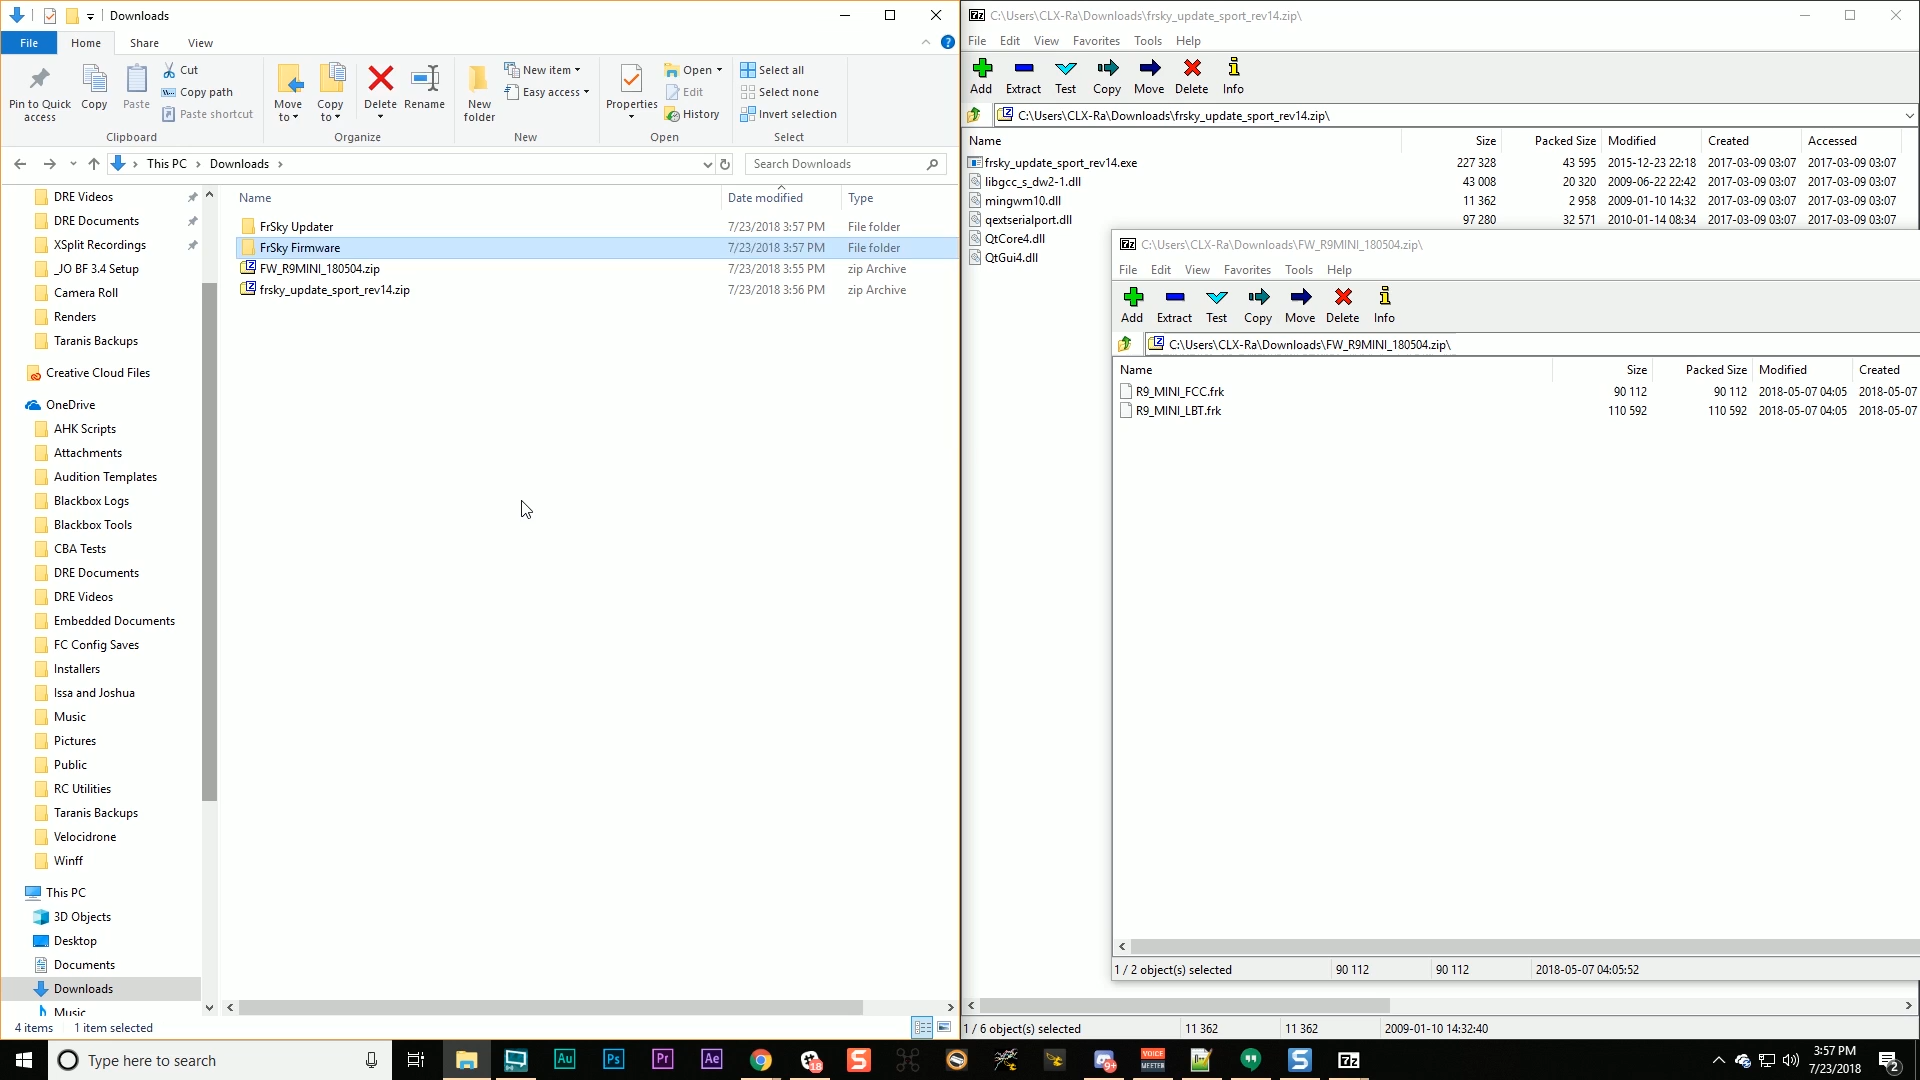 Downloads
File Home Share View
Pin to Quick access
Copy
Paste
Cut
Copy path
Paste shortcut
Clipboard
Move to
Copy to
Delete
Rename
Organize
New folder
New item
Easy access
New
Properties
Open
Edit
History
Open
Select all
Select none
Invert selection
Select
This PC > Downloads >
Search Downloads
DRE Videos
DRE Documents
XSplit Recordings
_JO BF 3.4 Setup
Camera Roll
Renders
Taranis Backups
Creative Cloud Files
OneDrive
AHK Scripts
Attachments
Audition Templates
Blackbox Logs
Blackbox Tools
CBA Tests
DRE Documents
DRE Videos
Embedded Documents
FC Config Saves
Installers
Issa and Joshua
Music
Pictures
Public
RC Utilities
Taranis Backups
Velocidrone
Winff
This PC
3D Objects
Desktop
Documents
Downloads
Music
Name Date modified Type
FrSky Updater 7/23/2018 3:57 PM File folder
FrSky Firmware 7/23/2018 3:57 PM File folder
FW_R9MINI_180504.zip 7/23/2018 3:55 PM zip Archive
frsky_update_sport_rev14.zip 7/23/2018 3:56 PM zip Archive
4 items 1 item selected
7z C:\Users\CLX-Ra\Downloads\frsky_update_sport_rev14.zip\
File Edit View Favorites Tools Help
Add Extract Test Copy Move Delete Info
C:\Users\CLX-Ra\Downloads\frsky_update_sport_rev14.zip\
Name Size Packed Size Modified Created Accessed
frsky_update_sport_rev14.exe 227 328 43 595 2015-12-23 22:18 2017-03-09 03:07 2017-03-09 03:07
libgcc_s_dw2-1.dll 43 008 20 320 2009-06-22 22:42 2017-03-09 03:07 2017-03-09 03:07
mingwm10.dll 11 362 2 958 2009-01-10 14:32 2017-03-09 03:07 2017-03-09 03:07
qextserialport.dll 97 280 32 571 2010-01-14 08:34 2017-03-09 03:07 2017-03-09 03:07
QtCore4.dll
QtGui4.dll
7z C:\Users\CLX-Ra\Downloads\FW_R9MINI_180504.zip\
File Edit View Favorites Tools Help
Add Extract Test Copy Move Delete Info
C:\Users\CLX-Ra\Downloads\FW_R9MINI_180504.zip\
Name Size Packed Size Modified Created
R9_MINI_FCC.frk 90 112 90 112 2018-05-07 04:05 2018-05-07
R9_MINI_LBT.frk 110 592 110 592 2018-05-07 04:05 2018-05-07
1 / 2 object(s) selected 90 112 90 112 2018-05-07 04:05:52
1 / 6 object(s) selected 11 362 11 362 2009-01-10 14:32:40
Type here to search
Au Ps Pr Ae
18
S
9+
VOICE MEETER
S
7z
3:57 PM
7/23/2018
2